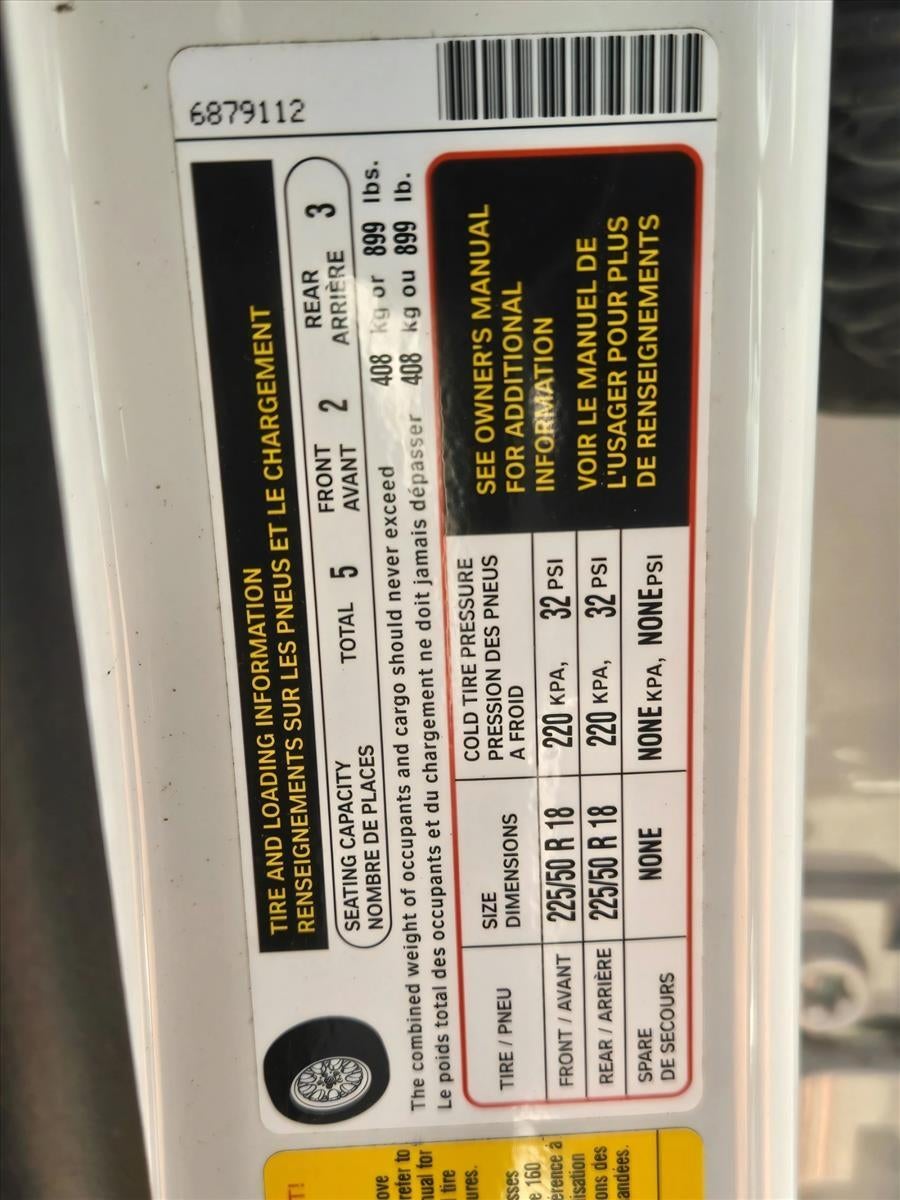 6879112
TIRE AND LOADING INFORMATION
RENSEIGNEMENTS SUR LES PNEUS ET LE CHARGEMENT
SEATING CAPACITY TOTAL 5 FRONT 2 REAR 3
NOMBRE DE PLACES AVANT ARRIÈRE
The combined weight of occupants and cargo should never exceed 408 kg or 899 lbs.
Le poids total des occupants et du chargement ne doit jamais dépasser 408 kg ou 899 lb.
TIRE / PNEU
SIZE
DIMENSIONS
COLD TIRE PRESSURE
PRESSION DES PNEUS
A FROID
FRONT / AVANT 225/50 R 18 220 KPA, 32 PSI
REAR / ARRIÈRE 225/50 R 18 220 KPA, 32 PSI
SPARE
DE SECOURS NONE NONE KPA, NONE PSI
SEE OWNER'S MANUAL
FOR ADDITIONAL
INFORMATION
VOIR LE MANUEL DE
L'USAGER POUR PLUS
DE RENSEIGNEMENTS
refer to
tire
160